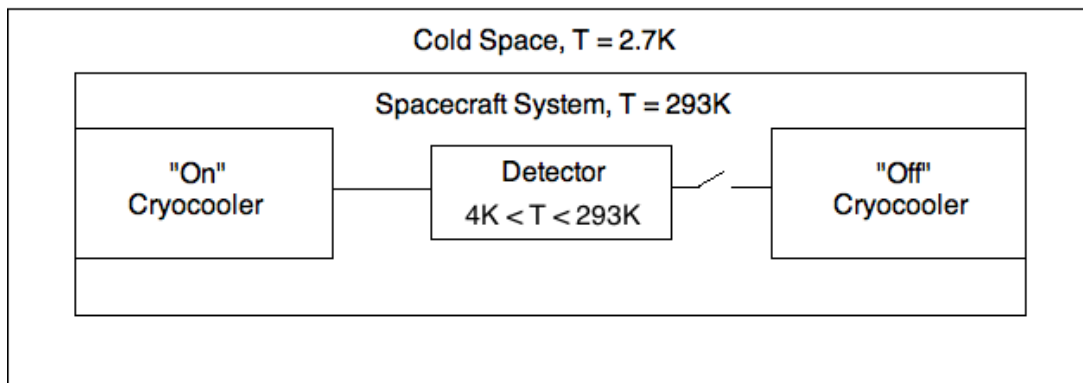 Cold Space, T = 2.7K
Spacecraft System, T = 293K
"On"
Cryocooler
Detector
4K < T < 293K
"Off"
Cryocooler